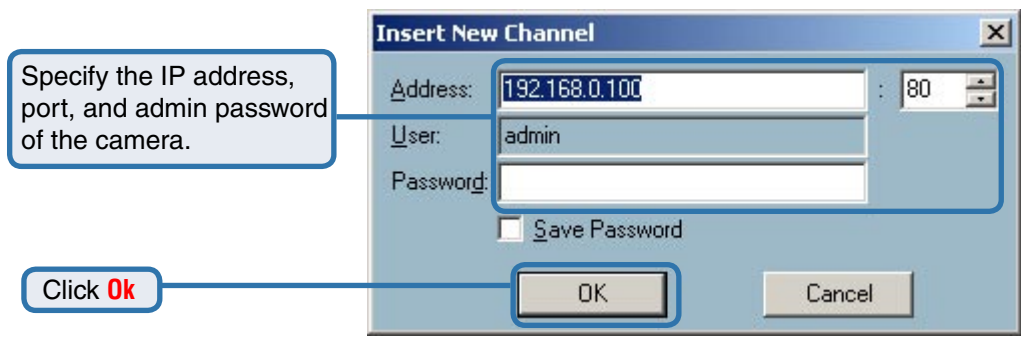 Insert New Channel
Specify the IP address,
port, and admin password
of the camera.
Address: 192.168.0.100 : 80
User: admin
Password:
Save Password
Click Ok
OK Cancel